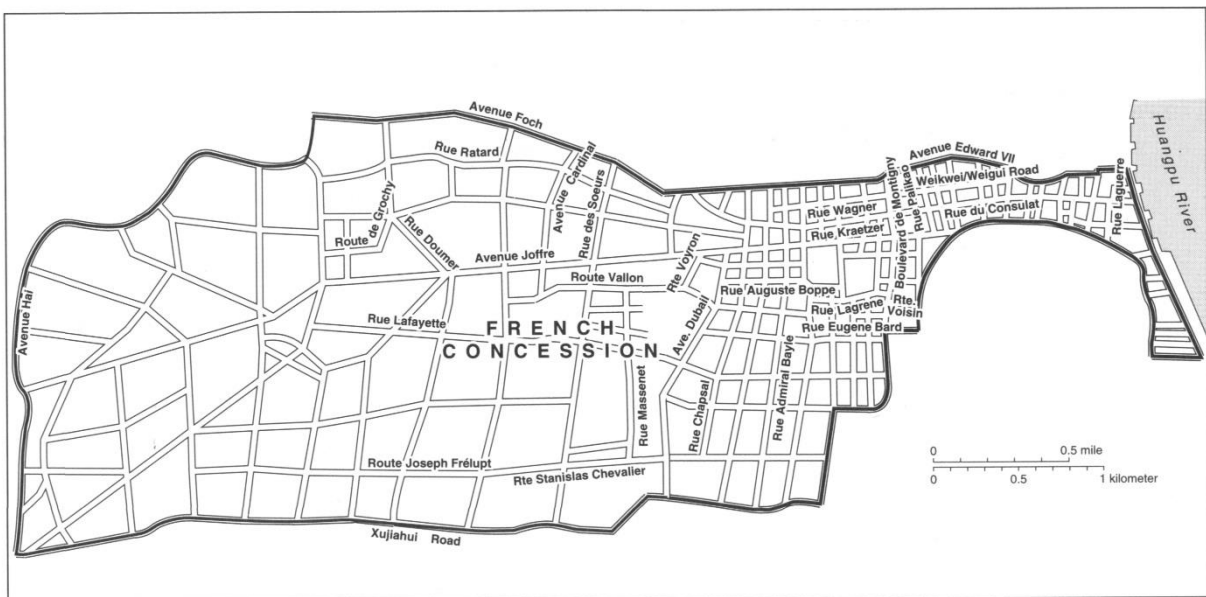 Avenue Foch
Avenue Edward VII
Huangpu River
Rue Ratard
Avenue Cardinal
Rue des Soeurs
Boulevard de Montigny
Rue Palikao
Weikwei/Weigui Road
Rue Laguerre
Rue Wagner
Rue du Consulat
Rue Kraetzer
Route de Grochy
Rue Doumer
Avenue Joffre
Rte Voyron
Route Vallon
Avenue Hai
Rue Auguste Boppe
Rue Lagrene
Rte. Voisin
Rue Lafayette
FRENCH
CONCESSION
Ave. Dubail
Rue Eugene Bard
Rue Massenet
Rue Chapsal
Rue Admiral Bayle
Route Joseph Frélupt
Rte Stanislas Chevalier
Xujiahui Road
0 0.5 mile
0 0.5 1 kilometer